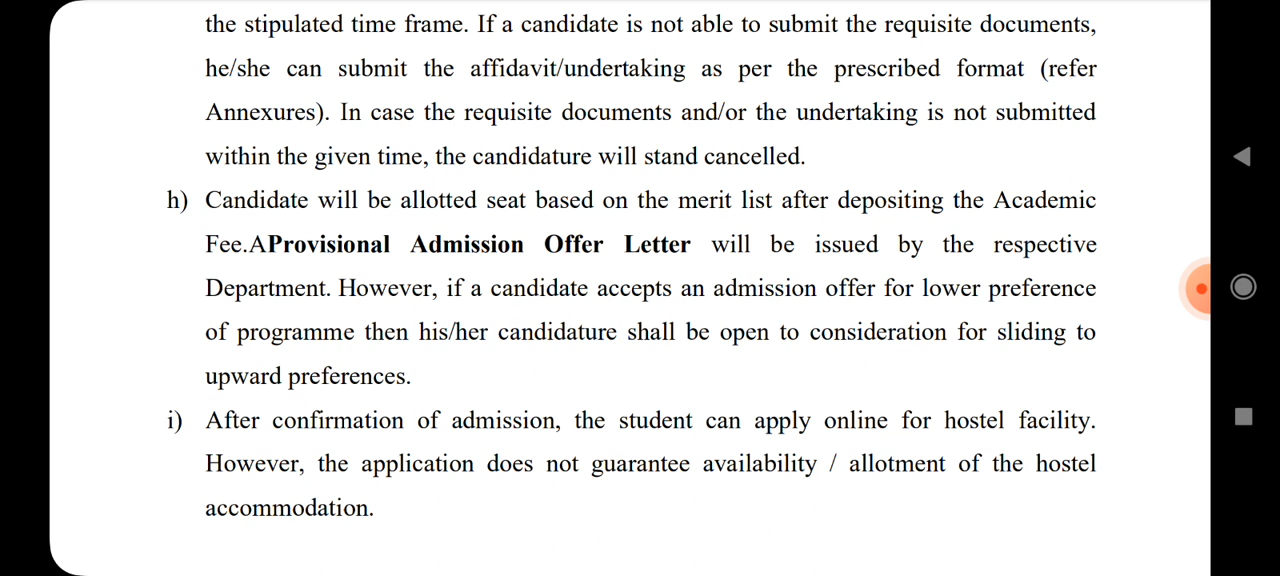 the stipulated time frame. If a candidate is not able to submit the requisite documents,
he/she can submit the affidavit/undertaking as per the prescribed format (refer
Annexures). In case the requisite documents and/or the undertaking is not submitted
within the given time, the candidature will stand cancelled.
h) Candidate will be allotted seat based on the merit list after depositing the Academic
Fee.AProvisional Admission Offer Letter will be issued by the respective
Department. However, if a candidate accepts an admission offer for lower preference
of programme then his/her candidature shall be open to consideration for sliding to
upward preferences.
i) After confirmation of admission, the student can apply online for hostel facility.
However, the application does not guarantee availability / allotment of the hostel
accommodation.